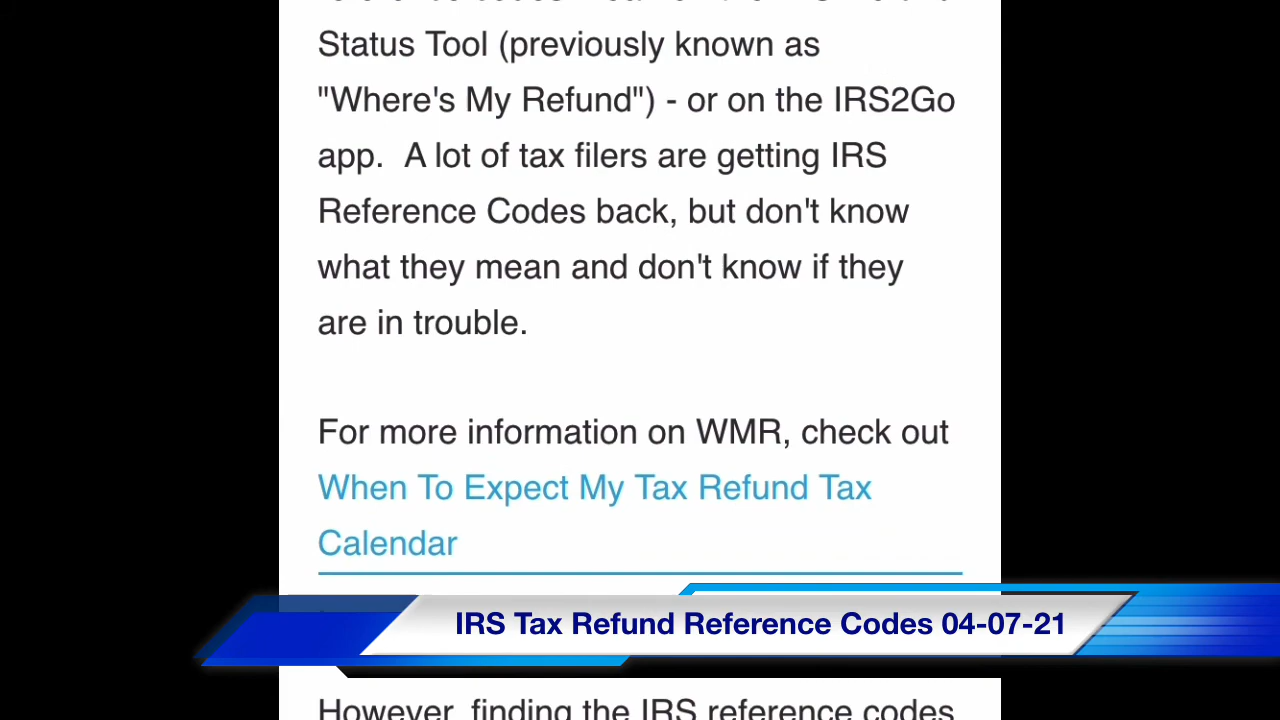 Status Tool (previously known as
"Where's My Refund") - or on the IRS2Go
app.  A lot of tax filers are getting IRS
Reference Codes back, but don't know
what they mean and don't know if they
are in trouble.
For more information on WMR, check out
When To Expect My Tax Refund Tax
Calendar
IRS Tax Refund Reference Codes 04-07-21
However, finding the IRS reference codes